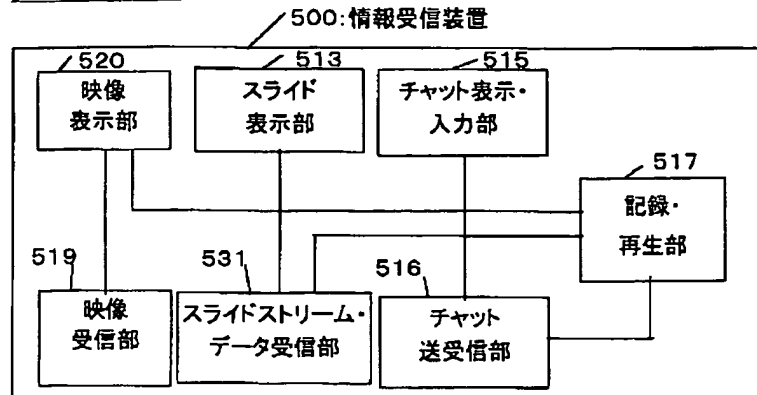 500:情報受信装置
520
映像
表示部
513
スライド
表示部
515
チャット表示・
入力部
517
記録・
再生部
519
映像
受信部
531
スライドストリーム・
データ受信部
516
チャット
送受信部